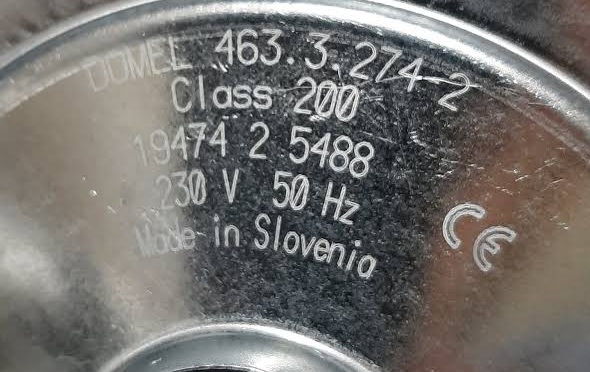 DOMEL 463.3.274-2
Class 200
19474 2 5488
230 V 50 Hz
Made in Slovenia
CE